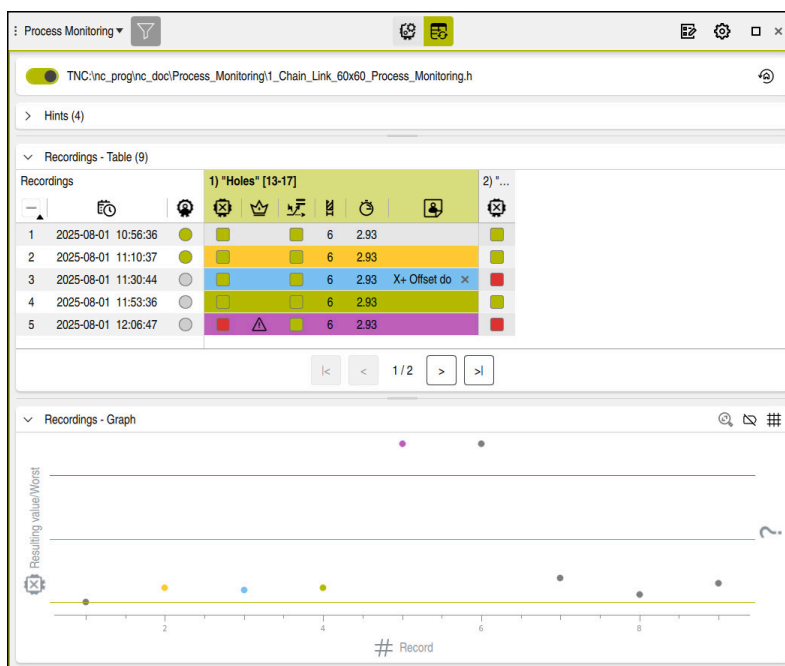 Process Monitoring
TNC:\nc_prog\nc_doc\Process_Monitoring\1_Chain_Link_60x60_Process_Monitoring.h
Hints (4)
Recordings - Table (9)
Recordings 1) "Holes" [13-17] 2) "...
1 2025-08-01 10:56:36 6 2.93
2 2025-08-01 11:10:37 6 2.93
3 2025-08-01 11:30:44 6 2.93 X+ Offset do
4 2025-08-01 11:53:36 6 2.93
5 2025-08-01 12:06:47 6 2.93
|< < 1/2 > >|
Recordings - Graph
Resulting value/Worst
?
2 4 6 8
# Record